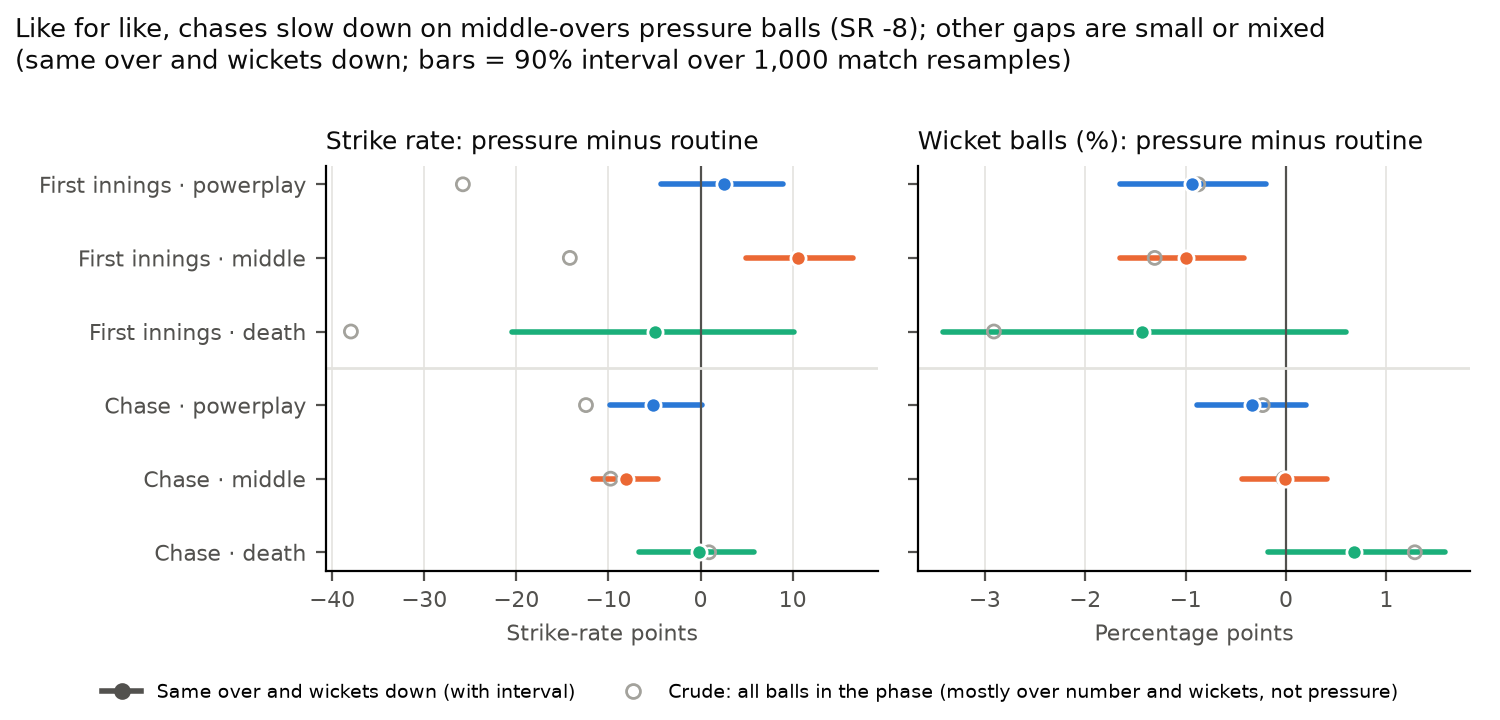 Like for like, chases slow down on middle-overs pressure balls (SR -8); other gaps are small or mixed
(same over and wickets down; bars = 90% interval over 1,000 match resamples)
Strike rate: pressure minus routine
Wicket balls (%): pressure minus routine
First innings · powerplay
First innings · middle
First innings · death
Chase · powerplay
Chase · middle
Chase · death
−40 −30 −20 −10 0 10
−3 −2 −1 0 1
Strike-rate points
Percentage points
Same over and wickets down (with interval)
Crude: all balls in the phase (mostly over number and wickets, not pressure)